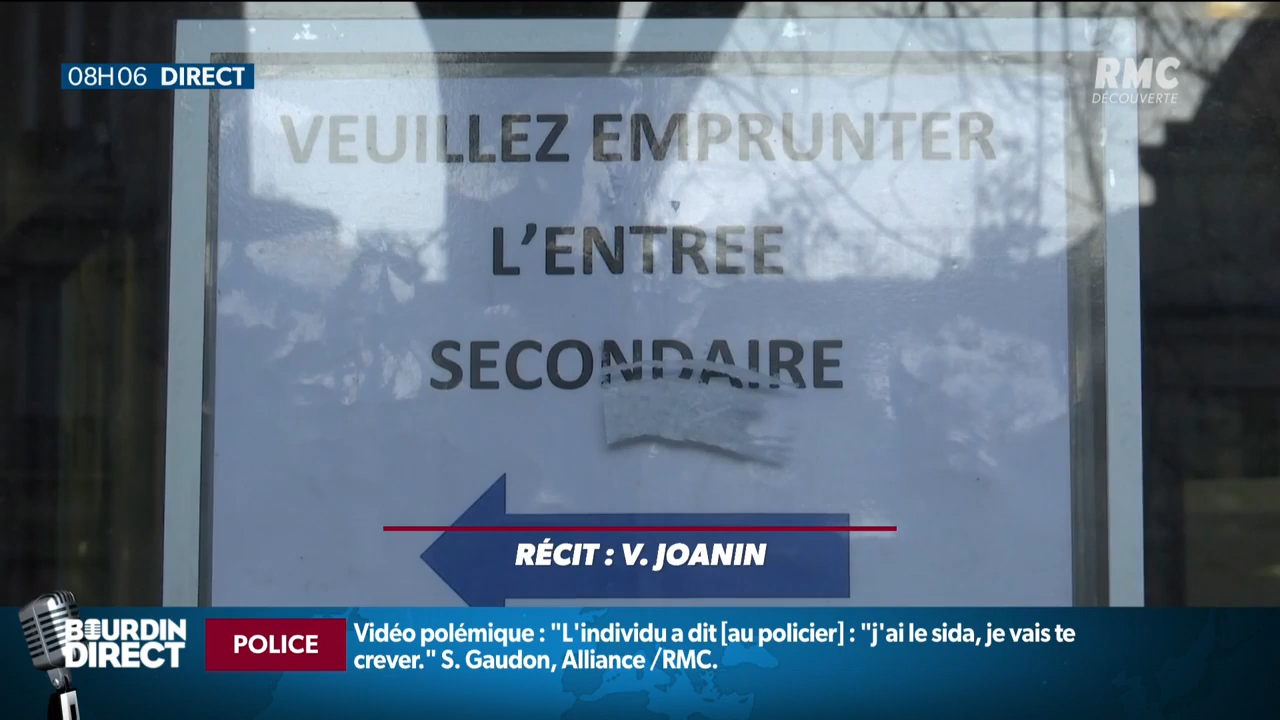 08H06 DIRECT
RMC
DÉCOUVERTE
VEUILLEZ EMPRUNTER
L'ENTREE
SECONDAIRE
RÉCIT : V. JOANIN
BOURDIN
DIRECT
POLICE
Vidéo polémique : "L'individu a dit [au policier] : "j'ai le sida, je vais te
crever." S. Gaudon, Alliance /RMC.